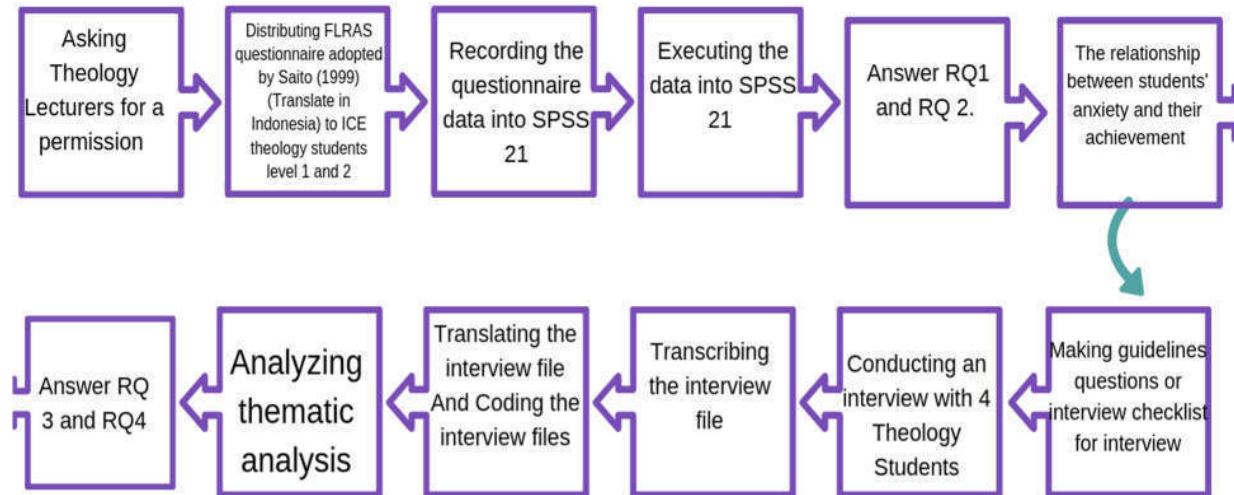 Asking
Theology
Lecturers for a
permission
Distributing FLRAS
questionnaire adopted
by Saito (1999)
(Translate in
Indonesia) to ICE
theology students
level 1 and 2
Recording the
questionnaire
data into SPSS
21
Executing the
data into SPSS
21
Answer RQ1
and RQ 2.
The relationship
between students'
anxiety and their
achievement
Making guidelines
questions or
interview checklist
for interview
Conducting an
interview with 4
Theology
Students
Transcribing
the interview
file
Translating the
interview file
And Coding the
interview files
Analyzing
thematic
analysis
Answer RQ
3 and RQ4